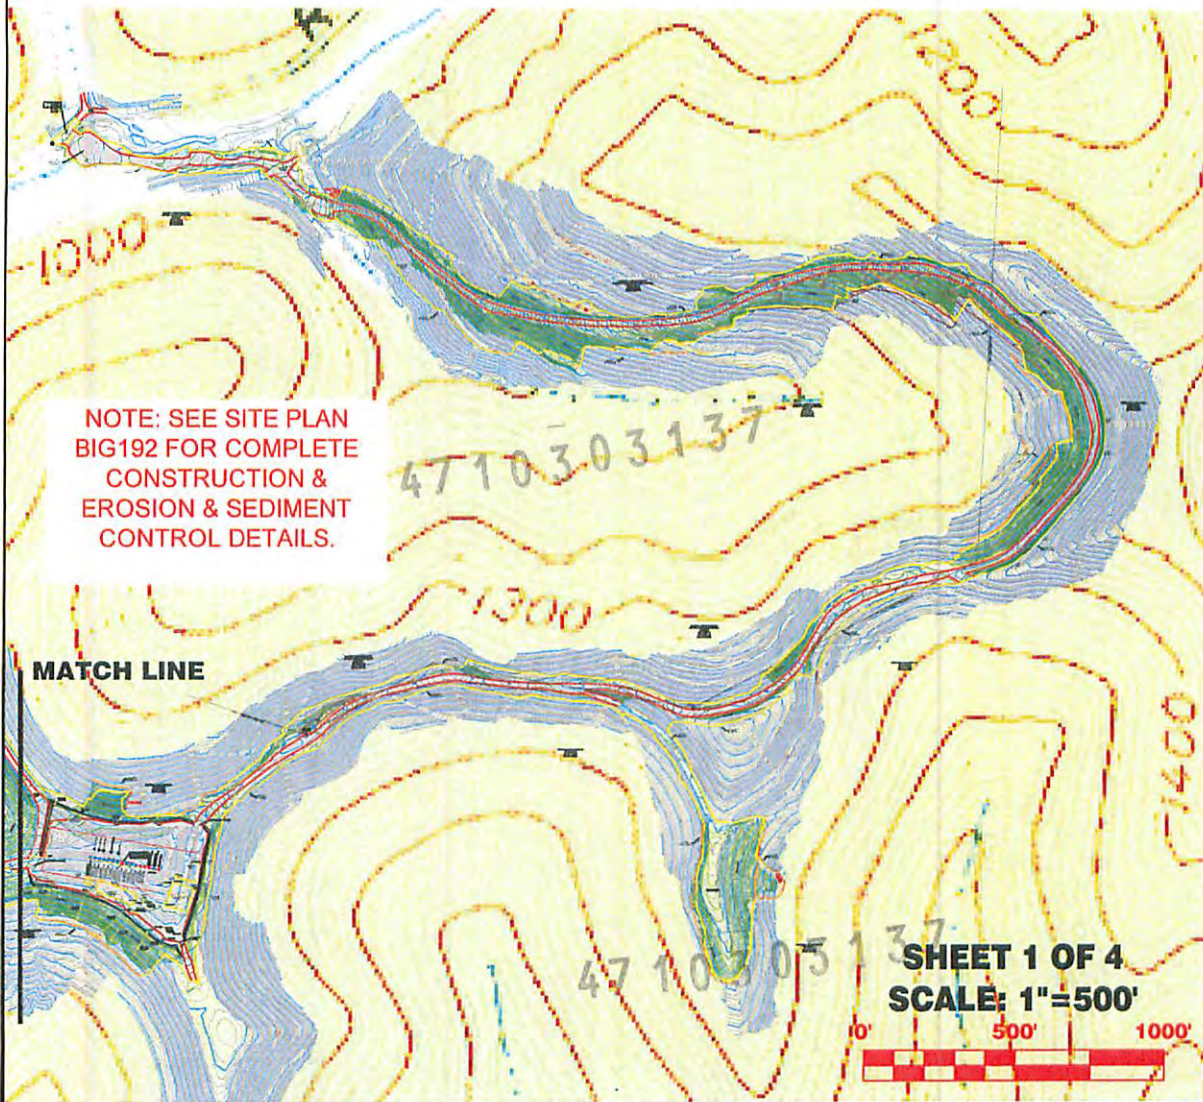 1200
1000
NOTE: SEE SITE PLAN
BIG192 FOR COMPLETE
CONSTRUCTION &
EROSION & SEDIMENT
CONTROL DETAILS.
4710303137
1300
MATCH LINE
1400
4710303137
SHEET 1 OF 4
SCALE: 1"=500'
0' 500' 1000'